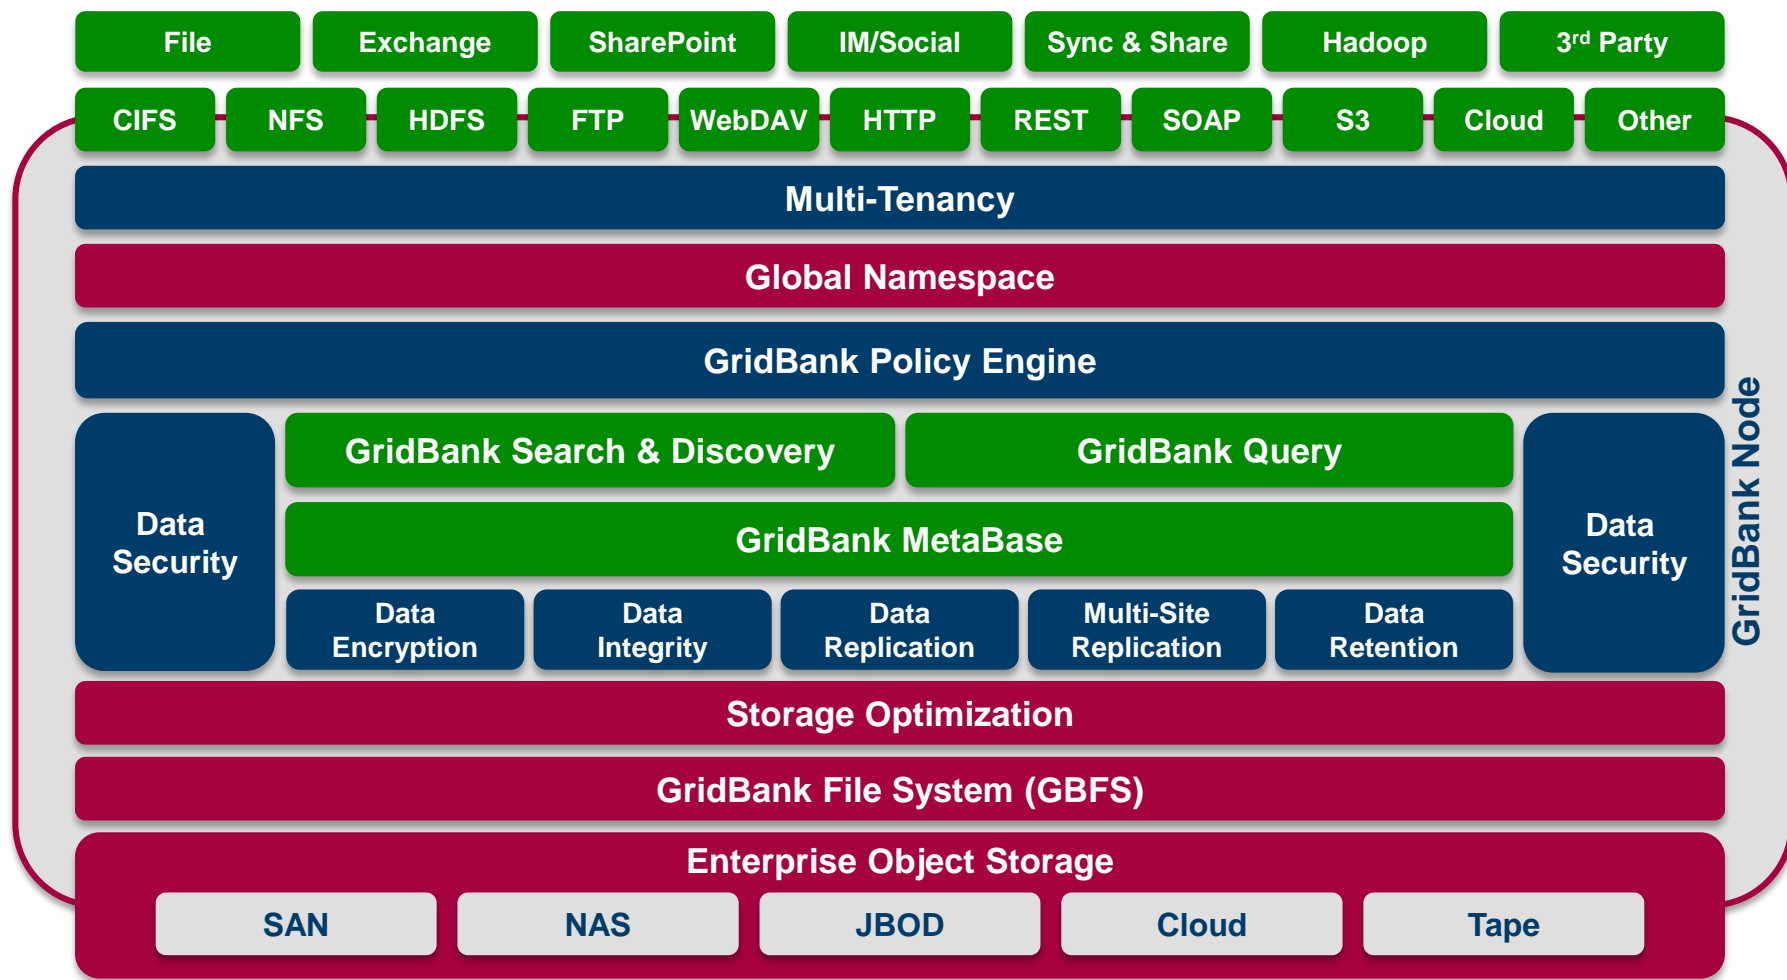 File
Exchange
SharePoint
IM/Social
Sync & Share
Hadoop
3rd Party
CIFS
NFS
HDFS
FTP
WebDAV
HTTP
REST
SOAP
S3
Cloud
Other
Multi-Tenancy
Global Namespace
GridBank Policy Engine
Data
Security
GridBank Search & Discovery
GridBank Query
GridBank MetaBase
Data
Encryption
Data
Integrity
Data
Replication
Multi-Site
Replication
Data
Retention
Data
Security
GridBank Node
Storage Optimization
GridBank File System (GBFS)
Enterprise Object Storage
SAN
NAS
JBOD
Cloud
Tape